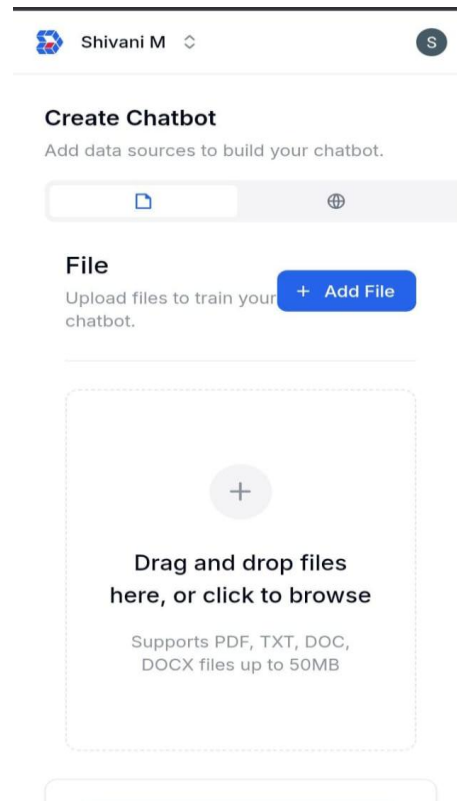 Shivani M
S
Create Chatbot
Add data sources to build your chatbot.
File
Upload files to train your
chatbot.
+ Add File
Drag and drop files
here, or click to browse
Supports PDF, TXT, DOC,
DOCX files up to 50MB